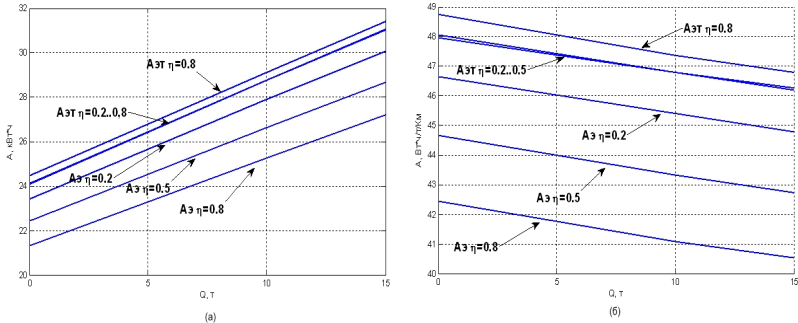 32
30
28
26
24
22
20
А, кВт*ч
Аэт η=0.8
Аэт η=0.2..0,8
Аэ η=0.2
Аэ η=0.5
Аэ η=0.8
0
5
10
15
Q, т
(а)
49
48
47
46
45
44
43
42
41
40
А, Вт*ч/т/Км
Аэт η=0.8
Аэт η=0.2..0.5
Аэ η=0.2
Аэ η=0.5
Аэ η=0.8
0
5
10
15
Q, т
(б)